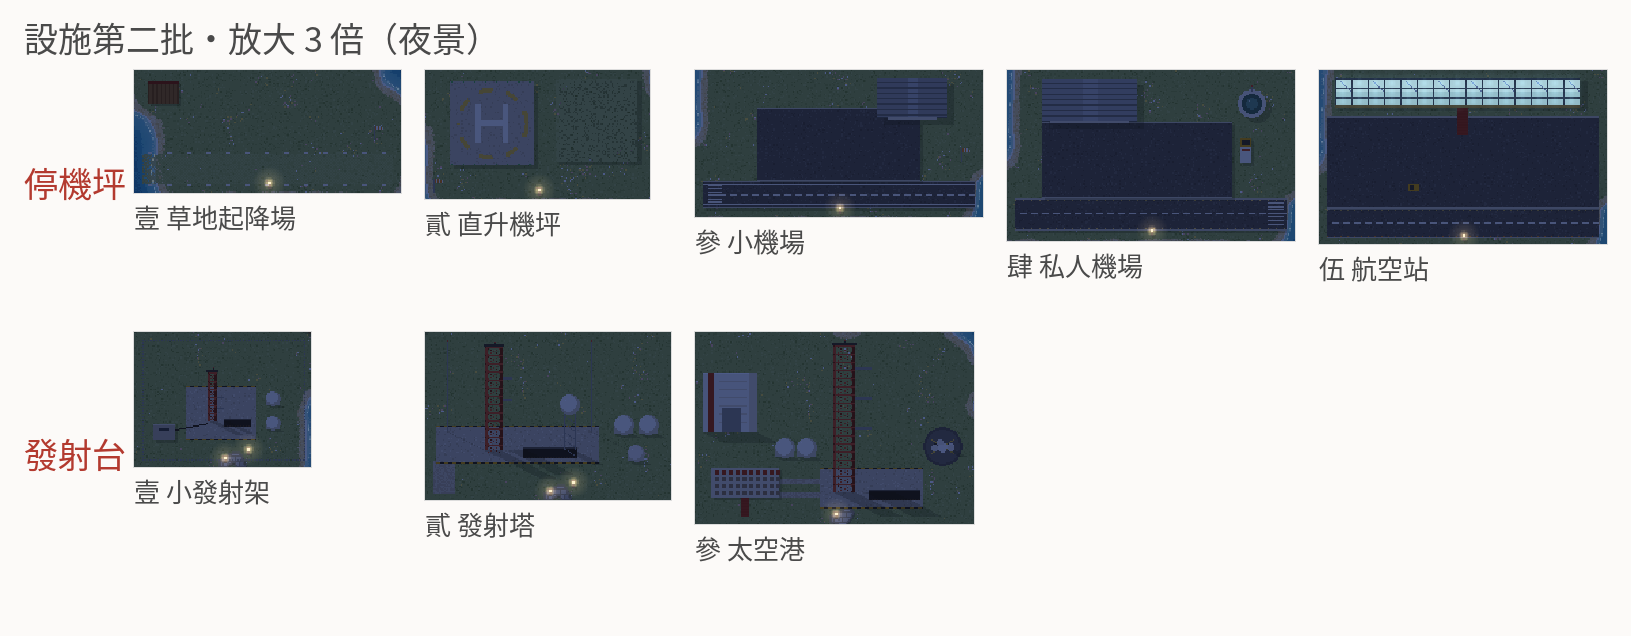 設施第二批・放大 3 倍（夜景）
停機坪
壹 草地起降場
貳 直升機坪
參 小機場
肆 私人機場
伍 航空站
發射台
壹 小發射架
貳 發射塔
參 太空港